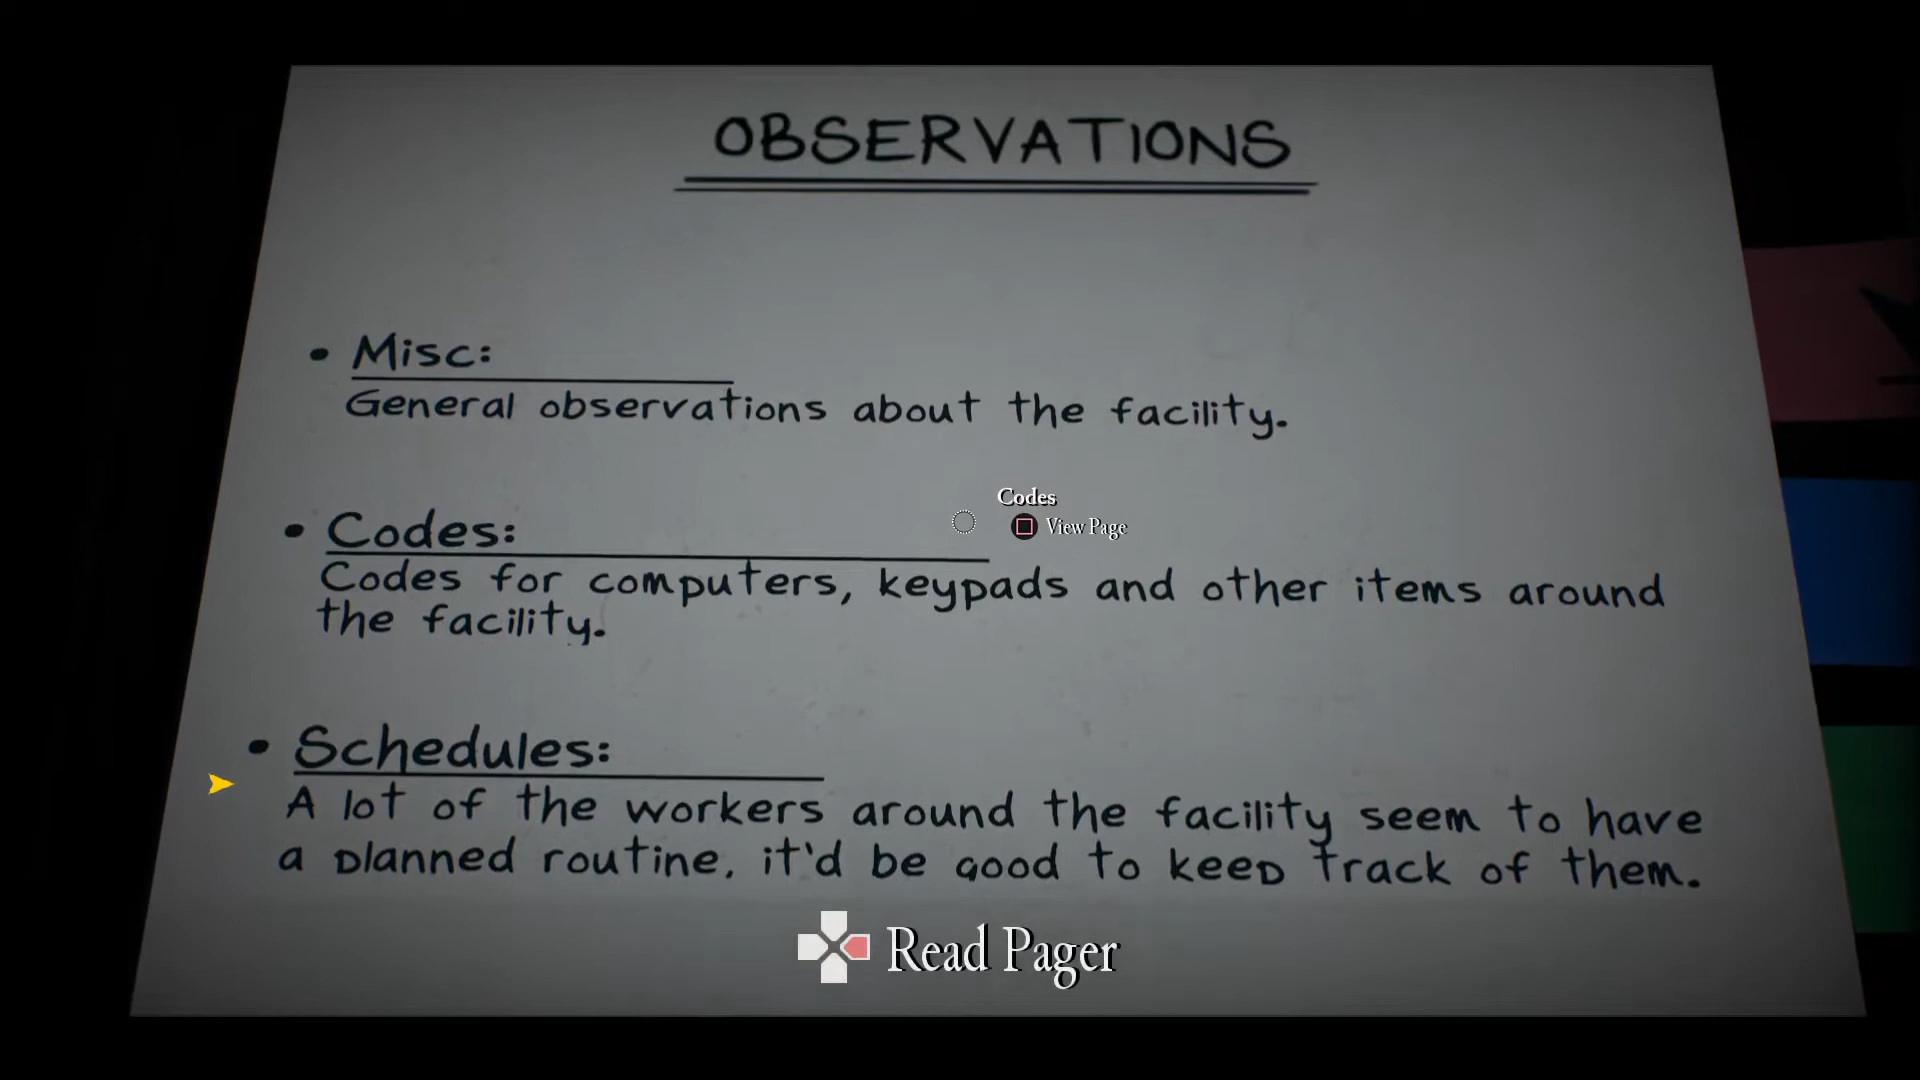 OBSERVATIONS
• Misc:
General observations about the facility.
Codes
View Page
• Codes:
Codes for computers, keypads and other items around
the facility.
• Schedules:
A lot of the workers around the facility seem to have
a planned routine, it'd be good to keep track of them.
Read Pager